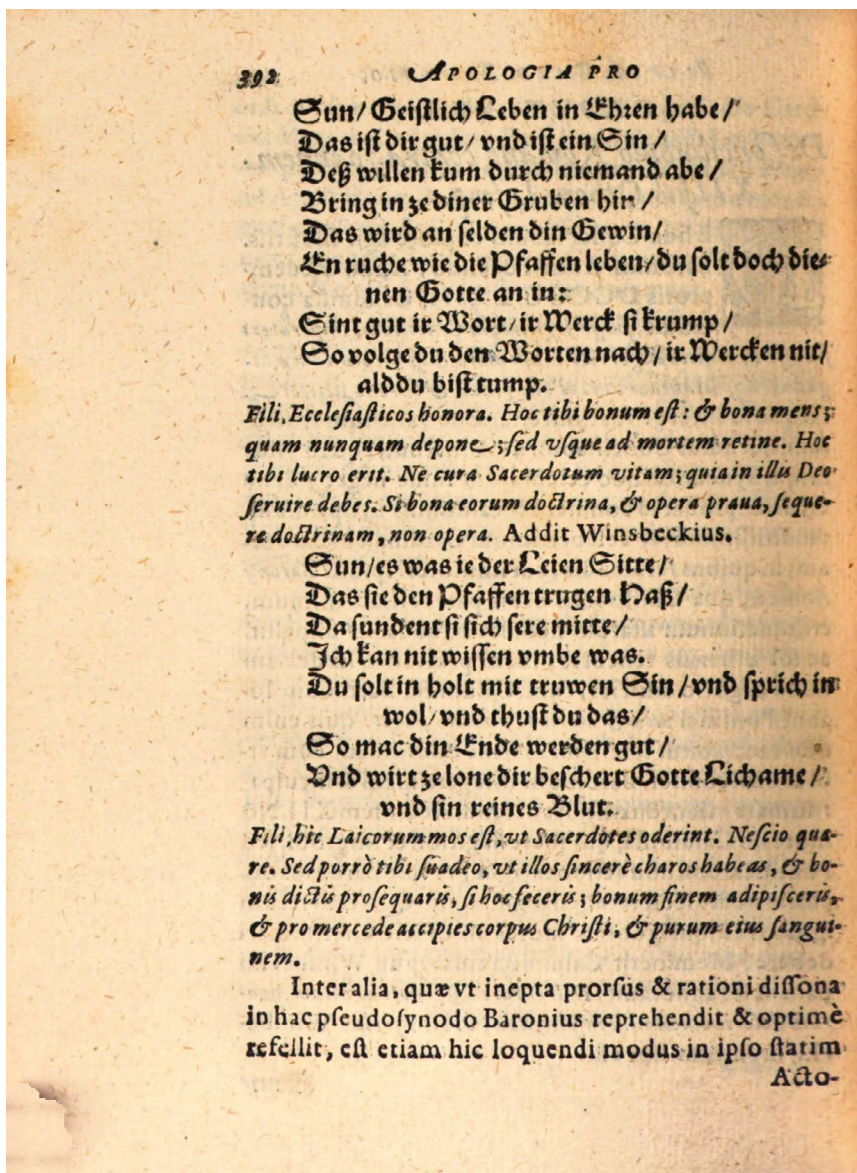 392 APOLOGIA PRO
Sun/ Geistlich Leben in Ehren habe/
Das ist dir gut/ vnd ist ein Sin/
Deß willen kum durch niemand abe/
Bring in ze diner Gruben hin/
Das wird an selden din Gewin/
En ruche wie die Pfaffen leben/du solt doch die-
nen Gotte an in:
Sint gut ir Wort/ir Werck si krump/
So volge du den Worten nach/ir Wercken nit/
ald du bist tump.
Fili, Ecclesiasticos honora. Hoc tibi bonum est: & bona mens;
quam nunquam depone; sed vsque ad mortem retine. Hoc
tibi lucro erit. Ne cura Sacerdotum vitam; quia in illis Deo
seruire debes. Si bona eorum doctrina, & opera praua, seque-
re doctrinam, non opera. Addit Winsbeckius.
Sun/es was ie der Leien Sitte/
Das sie den Pfaffen trugen Haß/
Da sundent si sich sere mitte/
Ich kan nit wissen vmbe was.
Du solt in holt mit truwen Sin/vnd sprich in
wol/vnd thust du das/
So mac din Ende werden gut/
Vnd wirt ze lone dir beschert Gotte Lichame/
vnd sin reines Blut.
Fili, hic Laicorum mos est, vt Sacerdotes oderint. Nescio qua-
re. Sed porrò tibi suadeo, vt illos sincerè charos habeas, & bo-
nis dictis prosequaris, si hoc feceris; bonum finem adipisceris,
& pro mercede accipies corpus Christi, & purum eius sangui-
nem.
Inter alia, quæ vt inepta prorsus & rationi dissona
in hac pseudosynodo Baronius reprehendit & optimè
refellit, est etiam hic loquendi modus in ipso statim
Acto-